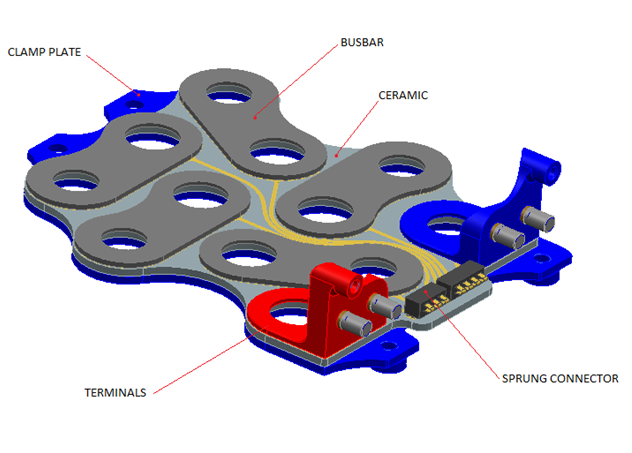 BUSBAR
CLAMP PLATE
CERAMIC
SPRUNG CONNECTOR
TERMINALS